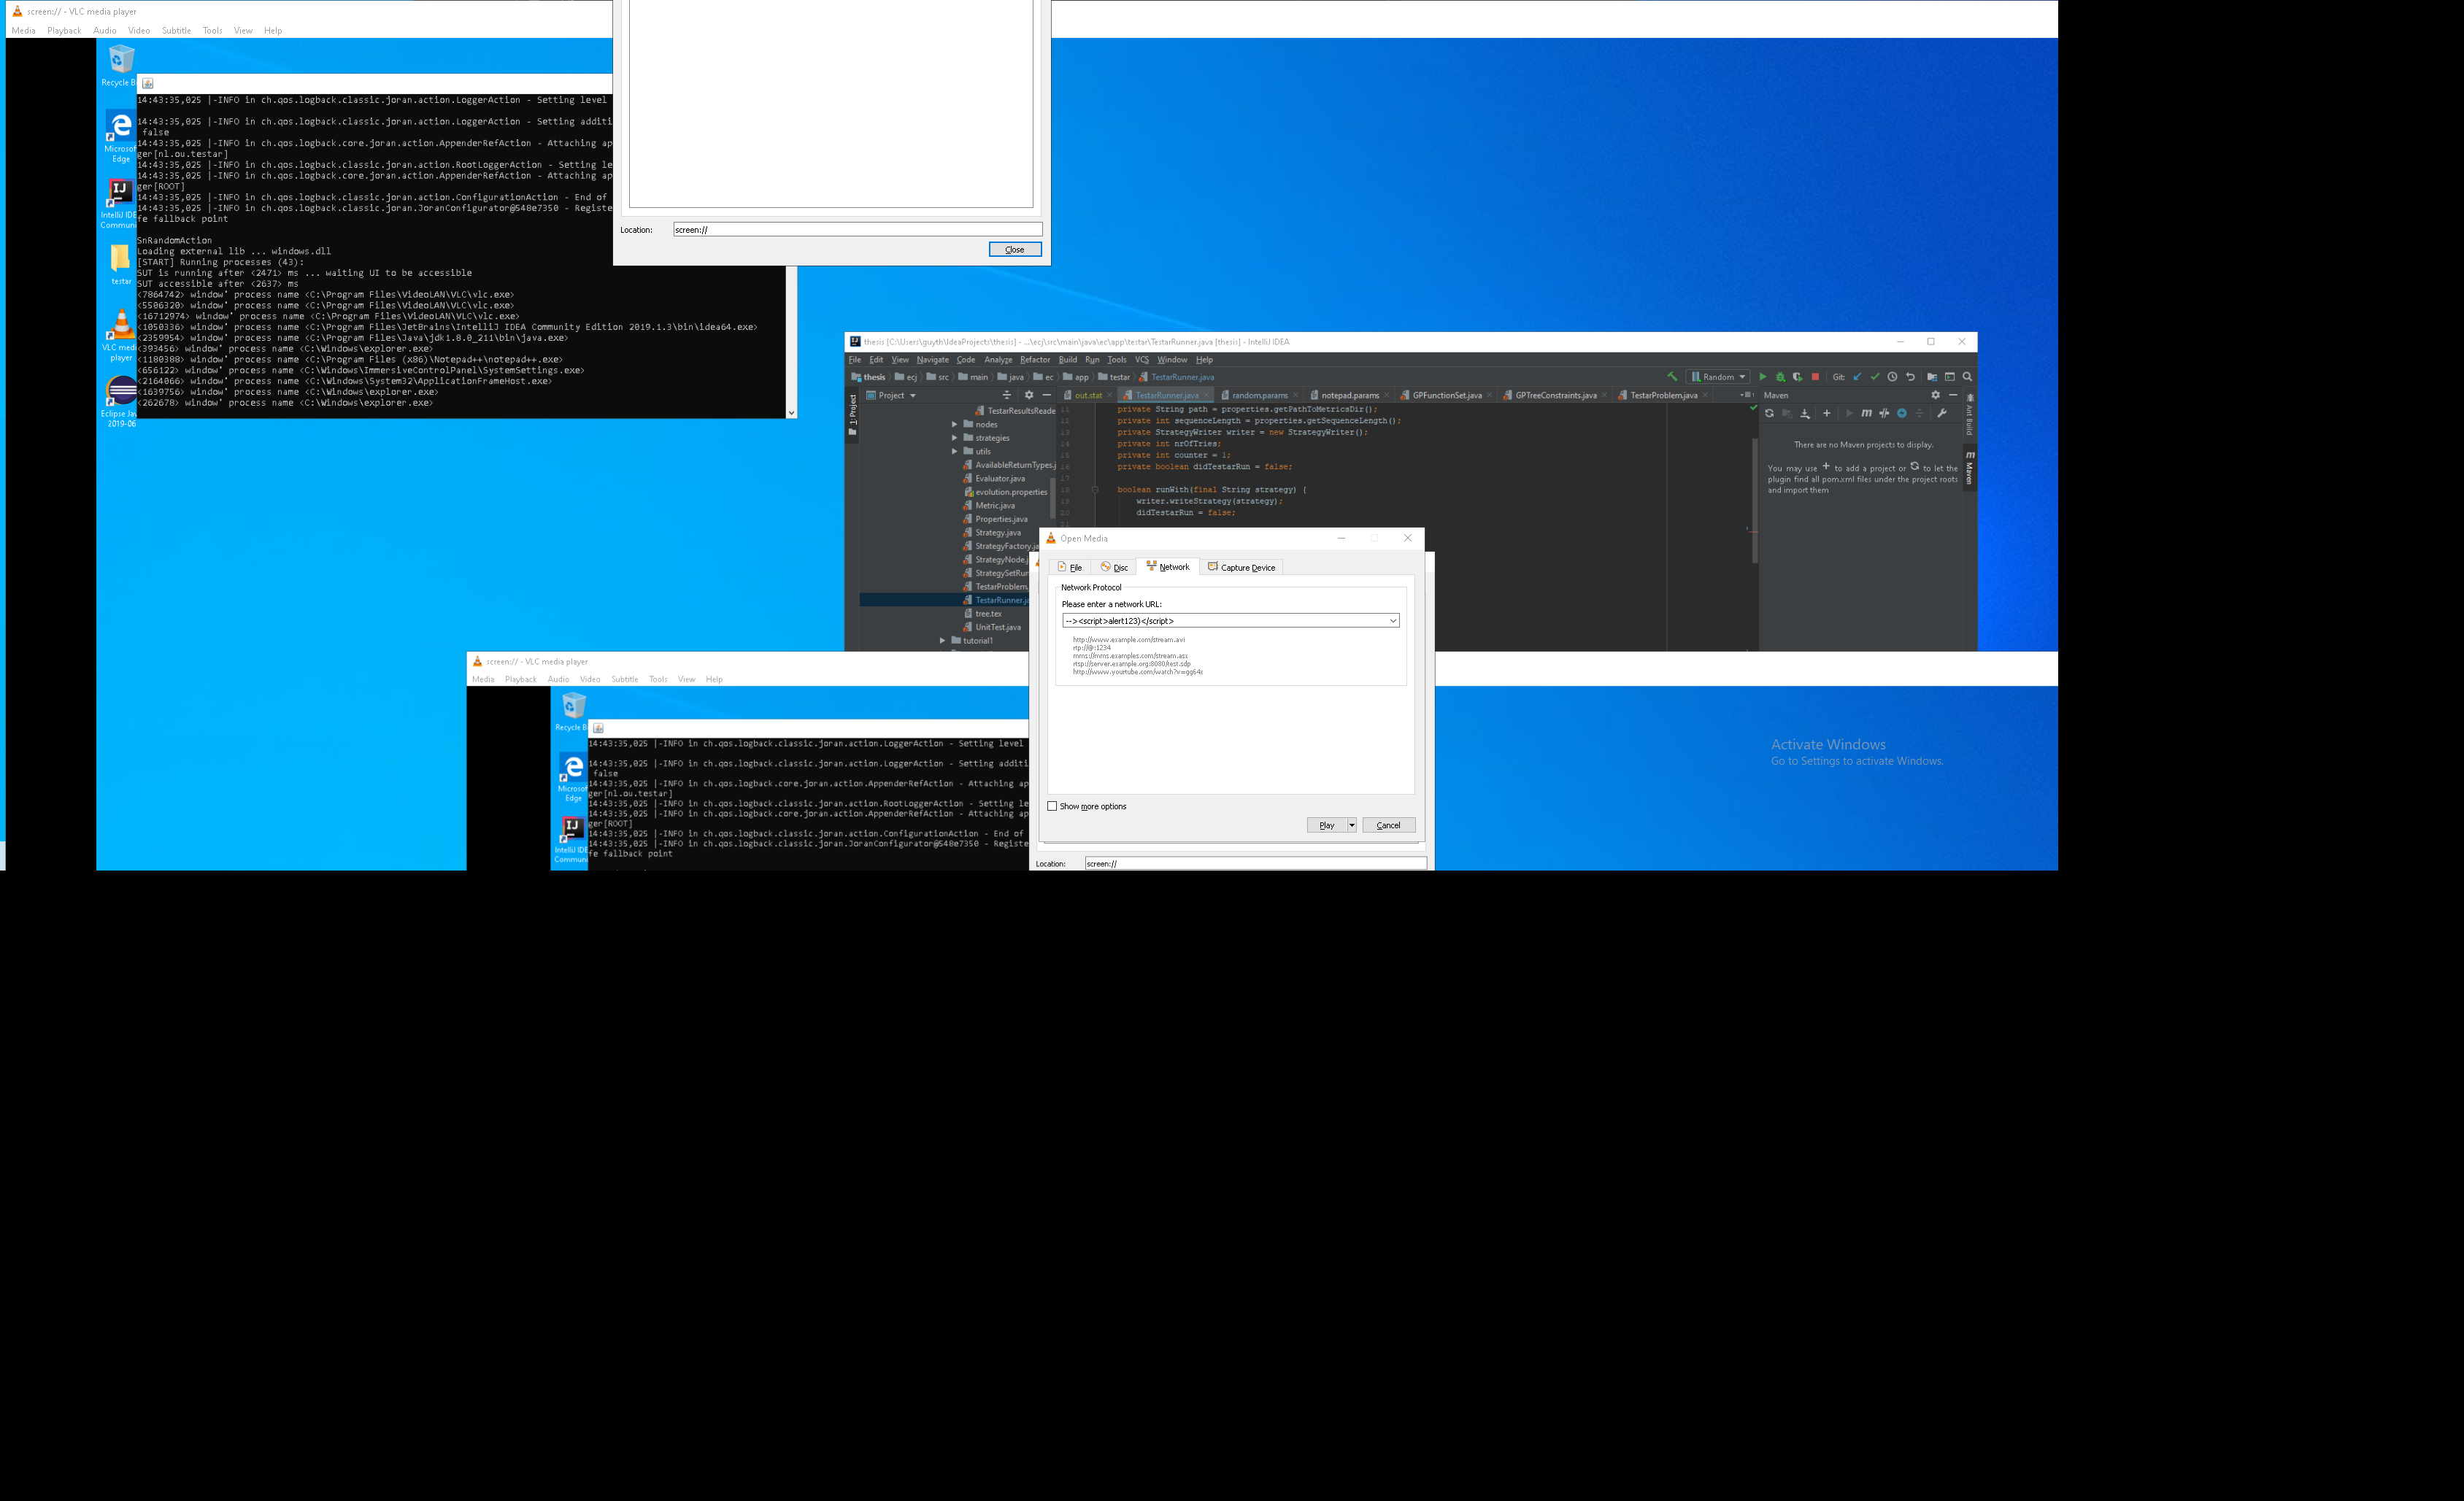 screen:// - VLC media player
Media Playback Audio Video Subtitle Tools View Help
Recycle B
Microsof
Edge
IntelliJ IDE
Commun
testar
VLC medi
player
Eclipse Jav
2019-06
14:43:35,025 |-INFO in ch.qos.logback.classic.joran.action.LoggerAction - Setting level
14:43:35,025 |-INFO in ch.qos.logback.classic.joran.action.LoggerAction - Setting additi
false
14:43:35,025 |-INFO in ch.qos.logback.core.joran.action.AppenderRefAction - Attaching ap
ger[nl.ou.testar]
14:43:35,025 |-INFO in ch.qos.logback.classic.joran.action.RootLoggerAction - Setting le
14:43:35,025 |-INFO in ch.qos.logback.core.joran.action.AppenderRefAction - Attaching ap
ger[ROOT]
14:43:35,025 |-INFO in ch.qos.logback.classic.joran.action.ConfigurationAction - End of
14:43:35,025 |-INFO in ch.qos.logback.classic.joran.JoranConfigurator@548e7350 - Registe
fe fallback point
SnRandomAction
Loading external lib ... windows.dll
[START] Running processes (43):
SUT is running after <2471> ms ... waiting UI to be accessible
SUT accessible after <2637> ms
<7864742> window' process name <C:\Program Files\VideoLAN\VLC\vlc.exe>
<5506320> window' process name <C:\Program Files\VideoLAN\VLC\vlc.exe>
<16712974> window' process name <C:\Program Files\VideoLAN\VLC\vlc.exe>
<1050336> window' process name <C:\Program Files\JetBrains\IntelliJ IDEA Community Edition 2019.1.3\bin\idea64.exe>
<2359954> window' process name <C:\Program Files\Java\jdk1.8.0_211\bin\java.exe>
<393456> window' process name <C:\Windows\explorer.exe>
<1180388> window' process name <C:\Program Files (x86)\Notepad++\notepad++.exe>
<656122> window' process name <C:\Windows\ImmersiveControlPanel\SystemSettings.exe>
<2164066> window' process name <C:\Windows\System32\ApplicationFrameHost.exe>
<1639756> window' process name <C:\Windows\explorer.exe>
<262678> window' process name <C:\Windows\explorer.exe>
Location: screen://
Close
thesis [C:\Users\guyth\IdeaProjects\thesis] - ...\ecj\src\main\java\ec\app\testar\TestarRunner.java [thesis] - IntelliJ IDEA
File Edit View Navigate Code Analyze Refactor Build Run Tools VCS Window Help
thesis ecj src main java ec app testar TestarRunner.java Random Git:
1: Project
Project
out.stat TestarRunner.java random.params notepad.params GPFunctionSet.java GPTreeConstraints.java TestarProblem.java
TestarResultsReade
nodes
strategies
utils
AvailableReturnTypes.j
Evaluator.java
evolution.properties
Metric.java
Properties.java
Strategy.java
StrategyFactory.ja
StrategyNode.j
StrategySetRun
TestarProblem.
TestarRunner.ja
tree.tex
UnitTest.java
tutorial1
11 private String path = properties.getPathToMetricsDir();
12 private int sequenceLength = properties.getSequenceLength();
13 private StrategyWriter writer = new StrategyWriter();
14 private int nrOfTries;
15 private int counter = 1;
16 private boolean didTestarRun = false;
17
18 boolean runWith(final String strategy) {
19 writer.writeStrategy(strategy);
20 didTestarRun = false;
Maven
There are no Maven projects to display.
You may use + to add a project or to let the
plugin find all pom.xml files under the project roots
and import them
Ant Build
Maven
Open Media
File Disc Network Capture Device
Network Protocol
Please enter a network URL:
--><script>alert123)</script>
http://www.example.com/stream.avi
rtp://@:1234
mms://mms.examples.com/stream.asx
rtsp://server.example.org:8080/test.sdp
http://www.yourtube.com/watch?v=gg64x
Show more options
Play Cancel
Location: screen://
screen:// - VLC media player
Media Playback Audio Video Subtitle Tools View Help
Recycle B
Microsof
Edge
IntelliJ IDE
Commun
14:43:35,025 |-INFO in ch.qos.logback.classic.joran.action.LoggerAction - Setting level
14:43:35,025 |-INFO in ch.qos.logback.classic.joran.action.LoggerAction - Setting additi
false
14:43:35,025 |-INFO in ch.qos.logback.core.joran.action.AppenderRefAction - Attaching ap
ger[nl.ou.testar]
14:43:35,025 |-INFO in ch.qos.logback.classic.joran.action.RootLoggerAction - Setting le
14:43:35,025 |-INFO in ch.qos.logback.core.joran.action.AppenderRefAction - Attaching ap
ger[ROOT]
14:43:35,025 |-INFO in ch.qos.logback.classic.joran.action.ConfigurationAction - End of
14:43:35,025 |-INFO in ch.qos.logback.classic.joran.JoranConfigurator@548e7350 - Registe
fe fallback point
Activate Windows
Go to Settings to activate Windows.